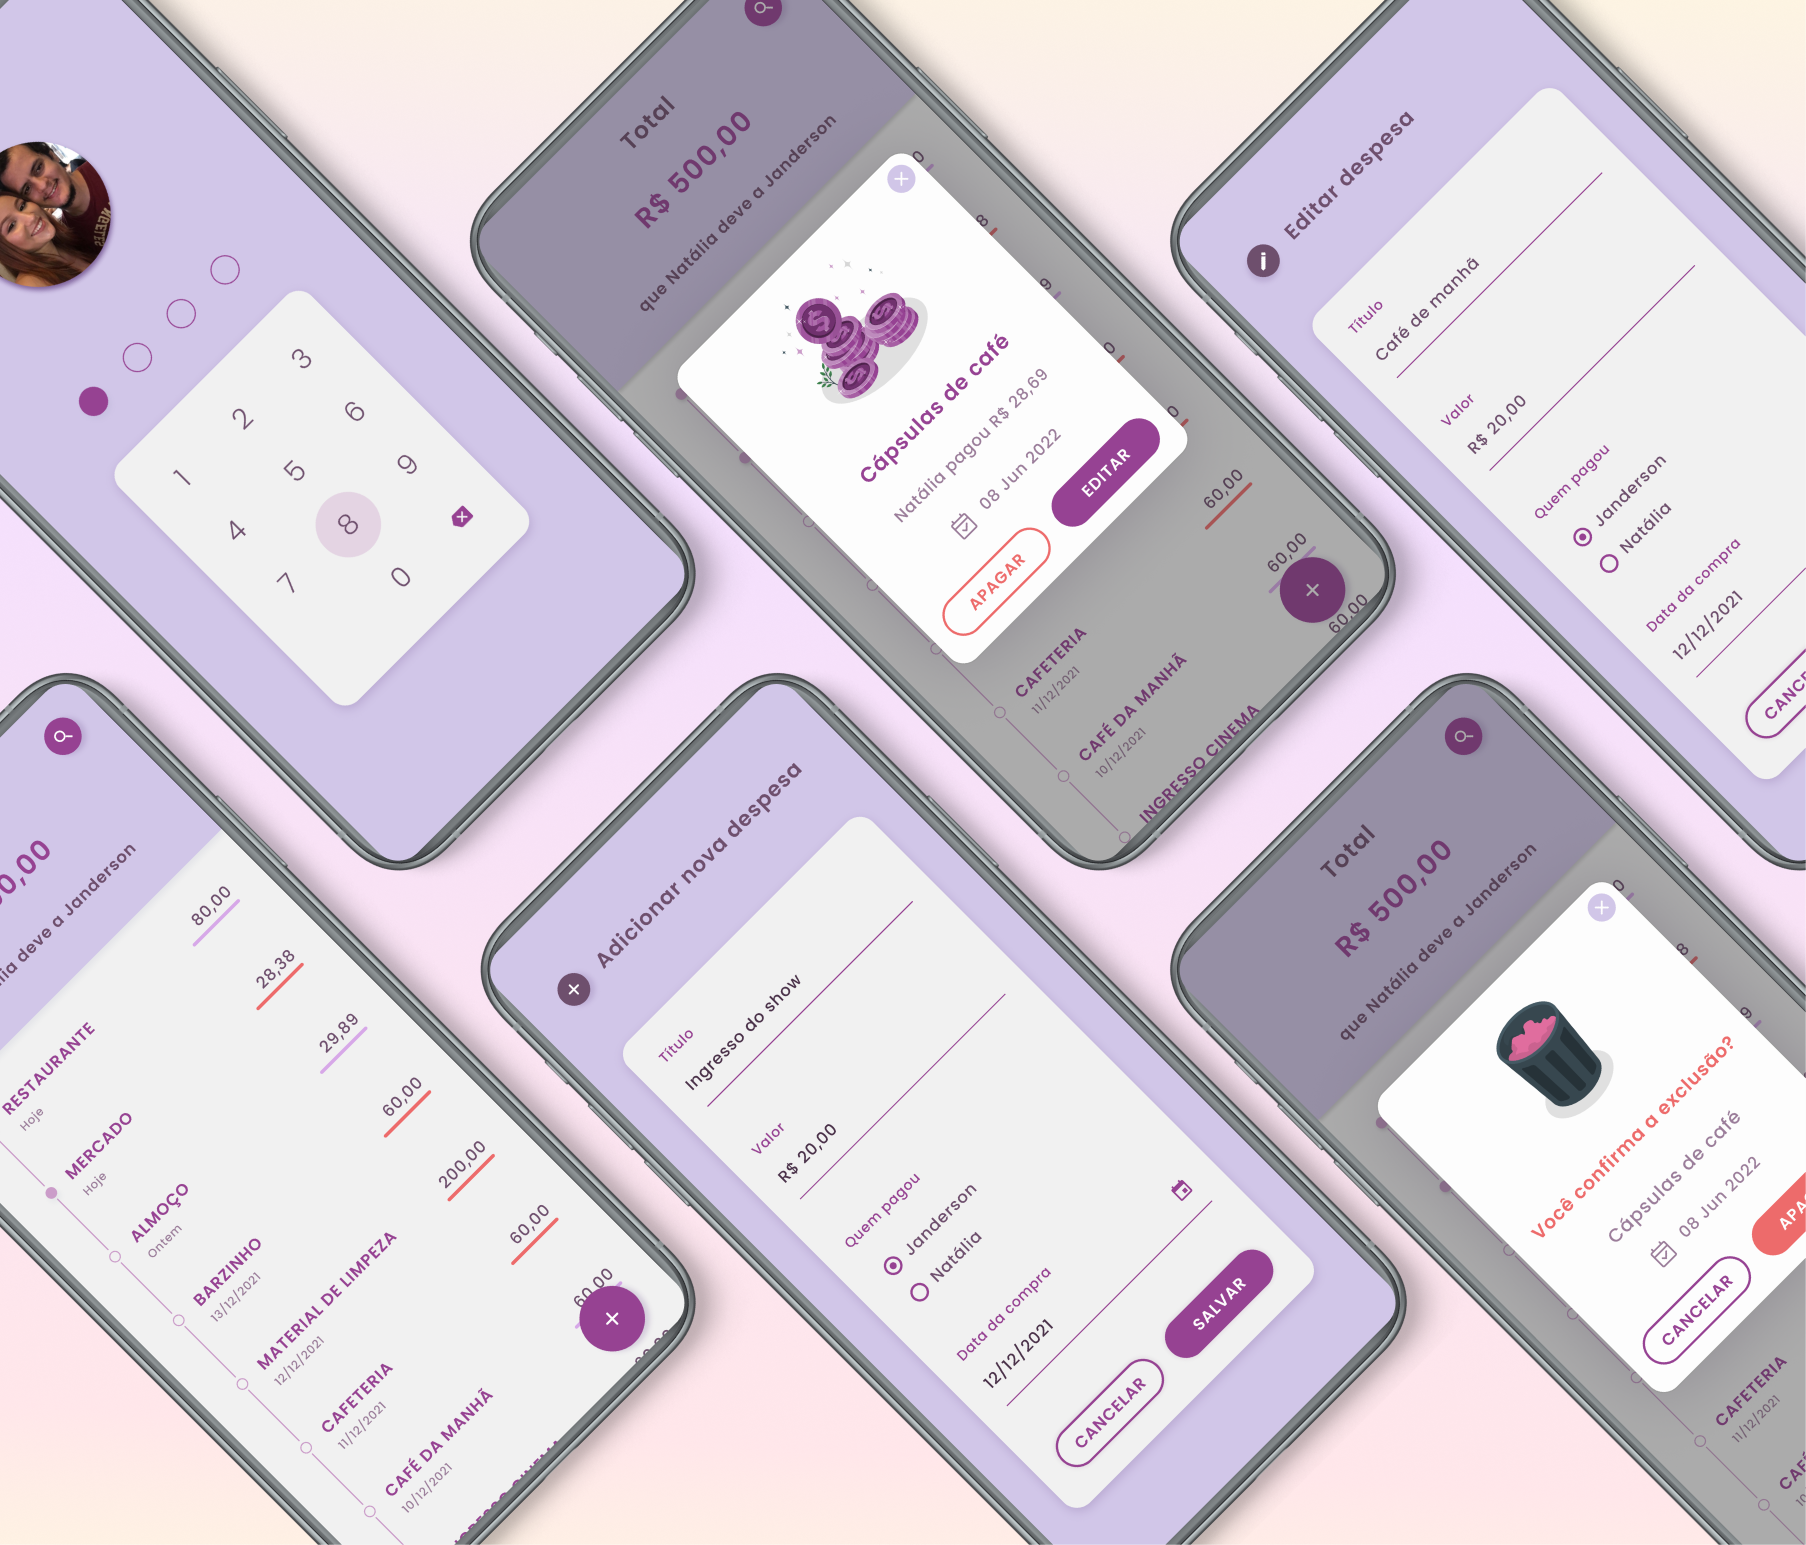 1
2
3
4
5
6
7
8
9
0
Total
R$ 500,00
que Natália deve a Janderson
Cápsulas de café
Natália pagou R$ 28,69
08 Jun 2022
APAGAR
EDITAR
60,00
60,00
60,00
CAFETERIA
11/12/2021
CAFÉ DA MANHÃ
10/12/2021
INGRESSO CINEMA
Editar despesa
Título
Café de manhã
Valor
R$ 20,00
Quem pagou
Janderson
Natália
Data da compra
12/12/2021
deve a Janderson
RESTAURANTE
80,00
Hoje
MERCADO
28,38
Hoje
ALMOÇO
29,89
Ontem
BARZINHO
60,00
13/12/2021
MATERIAL DE LIMPEZA
200,00
12/12/2021
CAFETERIA
60,00
11/12/2021
CAFÉ DA MANHÃ
60,00
10/12/2021
Adicionar nova despesa
Título
Ingresso do show
Valor
R$ 20,00
Quem pagou
Janderson
Natália
Data da compra
12/12/2021
CANCELAR
SALVAR
Total
R$ 500,00
que Natália deve a Janderson
Você confirma a exclusão?
Cápsulas de café
08 Jun 2022
CANCELAR
CAFETERIA
11/12/2021